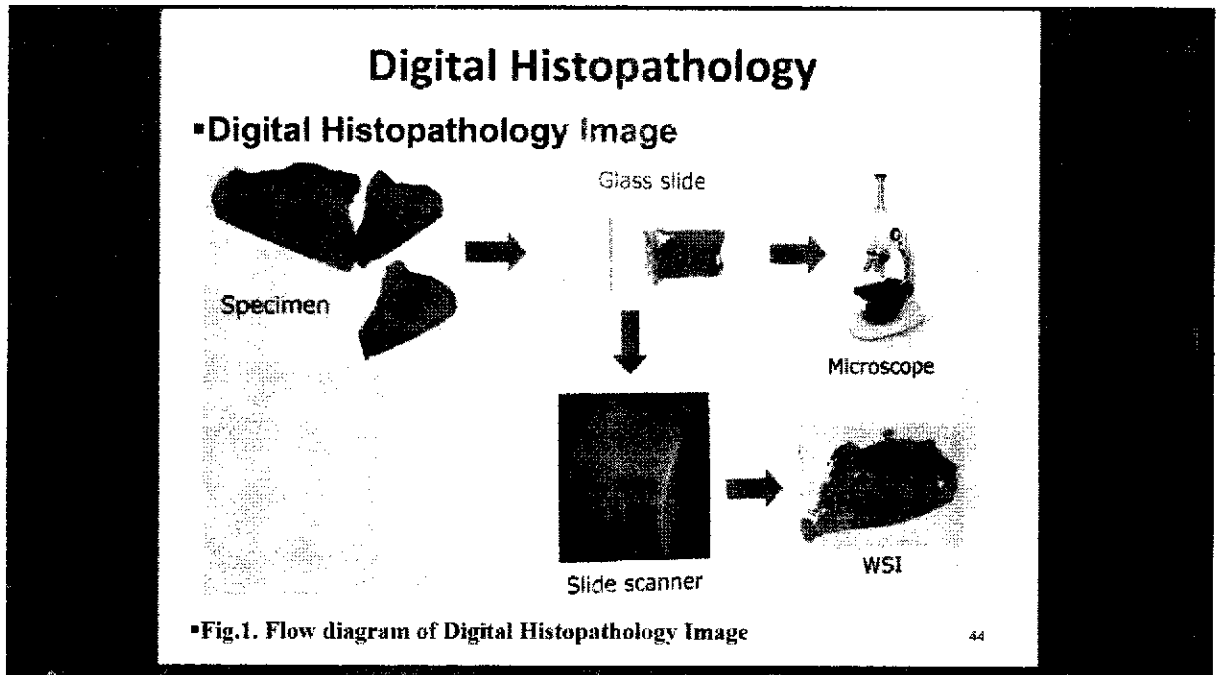 Digital Histopathology
▪Digital Histopathology Image
Glass slide
Specimen
Microscope
Slide scanner
WSI
▪Fig.1. Flow diagram of Digital Histopathology Image
44